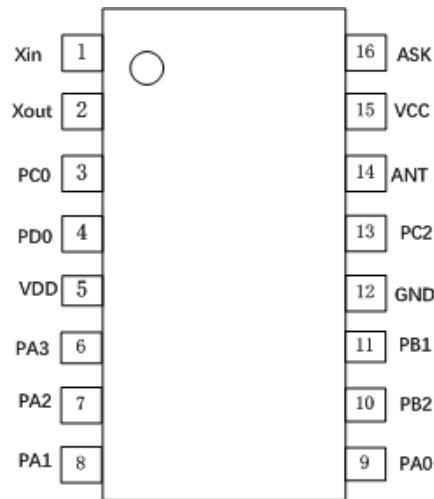 Xin 1 16 ASK
Xout 2 15 VCC
PC0 3 14 ANT
PD0 4 13 PC2
VDD 5 12 GND
PA3 6 11 PB1
PA2 7 10 PB2
PA1 8 9 PA0